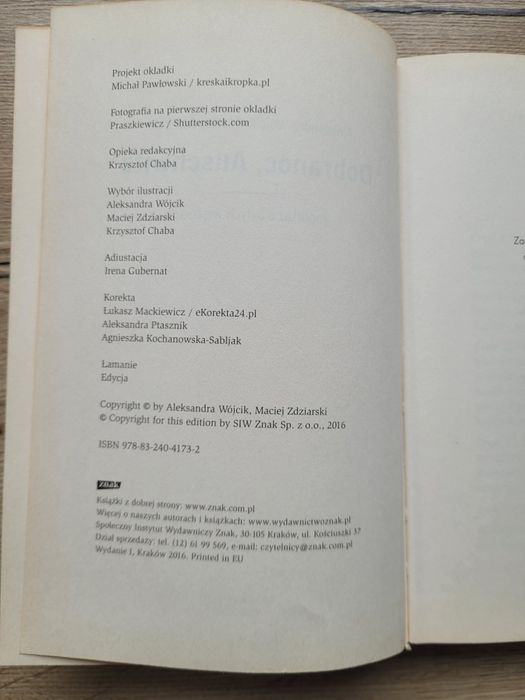 Projekt okładki
Michał Pawłowski / kreskaikropka.pl
Fotografia na pierwszej stronie okładki
Praszkiewicz / Shutterstock.com
Opieka redakcyjna
Krzysztof Chaba
Wybór ilustracji
Aleksandra Wójcik
Maciej Zdziarski
Krzysztof Chaba
Adiustacja
Irena Gubernat
Korekta
Łukasz Mackiewicz / eKorekta24.pl
Aleksandra Ptasznik
Agnieszka Kochanowska-Sabljak
Łamanie
Edycja
Copyright © by Aleksandra Wójcik, Maciej Zdziarski
© Copyright for this edition by SIW Znak Sp. z o.o., 2016
ISBN 978-83-240-4173-2
znak
Książki z dobrej strony: www.znak.com.pl
Więcej o naszych autorach i książkach: www.wydawnictwoznak.pl
Społeczny Instytut Wydawniczy Znak, 30-105 Kraków, ul. Kościuszki 37
Dział sprzedaży: tel. (12) 61 99 569, e-mail: czytelnicy@znak.com.pl
Wydanie I, Kraków 2016. Printed in EU
Za